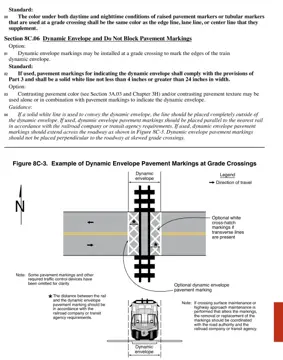 Standard:
The color under both daytime and nighttime conditions of raised pavement markers or tubular markers
that are used at a grade crossing shall be the same color as the edge line, lane line, or center line that they
supplement.
Section 8C.06 Dynamic Envelope and Do Not Block Pavement Markings
Option:
Dynamic envelope markings may be installed at a grade crossing to mark the edges of the train
dynamic envelope.
Standard:
If used, pavement markings for indicating the dynamic envelope shall comply with the provisions of
Part 3 and shall be a solid white line not less than 4 inches or greater than 24 inches in width.
Option:
Contrasting pavement color (see Section 3A.03 and Chapter 3H) and/or contrasting pavement texture may be
used alone or in combination with pavement markings to indicate the dynamic envelope.
Guidance:
If a solid white line is used to convey the dynamic envelope, the line should be placed completely outside of
the dynamic envelope. If used, dynamic envelope pavement markings should be placed parallel to the nearest rail
in accordance with the railroad company or transit agency requirements. If used, dynamic envelope pavement
markings should extend across the roadway as shown in Figure 8C-3. Dynamic envelope pavement markings
should not be placed perpendicular to the roadway at skewed grade crossings.
Figure 8C-3. Example of Dynamic Envelope Pavement Markings at Grade Crossings
Dynamic
envelope
Legend
Direction of travel
N
Optional white
cross-hatch
markings if
transverse lines
are present
Note: Some pavement markings and other
required traffic control devices have
been omitted for clarity.
Optional dynamic envelope
pavement marking
★ The distance between the rail
and the dynamic envelope
pavement marking should be
in accordance with the
railroad company or transit
agency requirements.
Note: If crossing surface maintenance or
highway approach maintenance is
performed that alters the markings,
the removal or replacement of the
markings should be coordinated
with the road authority and the
railroad company or transit agency.
Dynamic
envelope